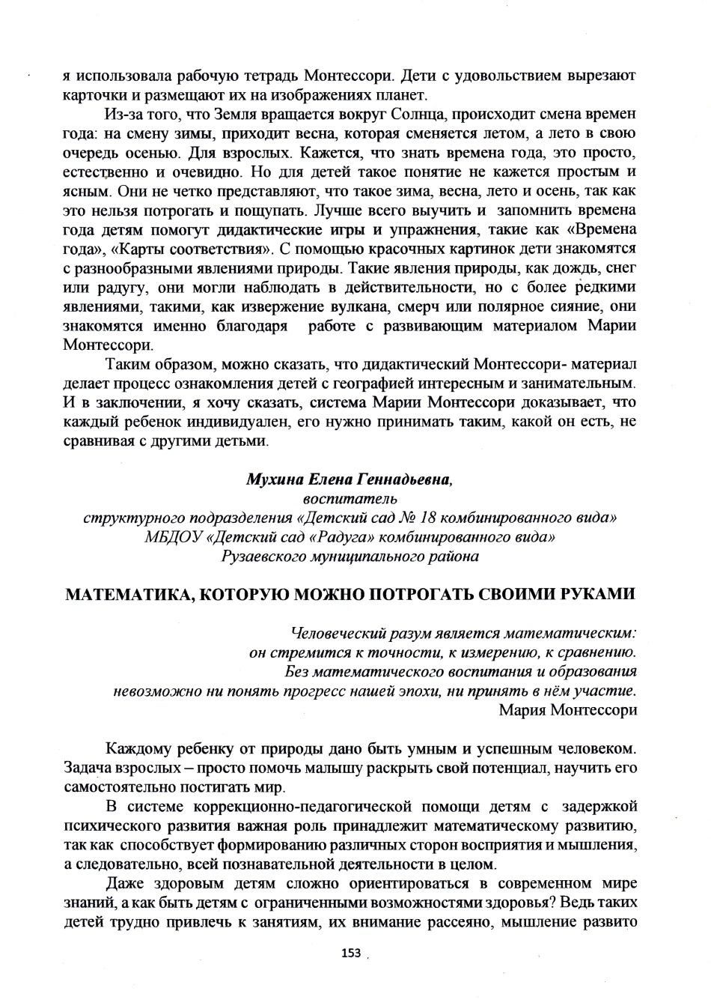 я использовала рабочую тетрадь Монтессори. Дети с удовольствием вырезают
карточки и размещают их на изображениях планет.
Из-за того, что Земля вращается вокруг Солнца, происходит смена времен
года: на смену зимы, приходит весна, которая сменяется летом, а лето в свою
очередь осенью. Для взрослых. Кажется, что знать времена года, это просто,
естественно и очевидно. Но для детей такое понятие не кажется простым и
ясным. Они не четко представляют, что такое зима, весна, лето и осень, так как
это нельзя потрогать и пощупать. Лучше всего выучить и  запомнить времена
года детям помогут дидактические игры и упражнения, такие как «Времена
года», «Карты соответствия». С помощью красочных картинок дети знакомятся
с разнообразными явлениями природы. Такие явления природы, как дождь, снег
или радугу, они могли наблюдать в действительности, но с более редкими
явлениями, такими, как извержение вулкана, смерч или полярное сияние, они
знакомятся именно благодаря  работе с развивающим материалом Марии
Монтессори.
Таким образом, можно сказать, что дидактический Монтессори- материал
делает процесс ознакомления детей с географией интересным и занимательным.
И в заключении, я хочу сказать, система Марии Монтессори доказывает, что
каждый ребенок индивидуален, его нужно принимать таким, какой он есть, не
сравнивая с другими детьми.
Мухина Елена Геннадьевна,
воспитатель
структурного подразделения «Детский сад № 18 комбинированного вида»
МБДОУ «Детский сад «Радуга» комбинированного вида»
Рузаевского муниципального района
МАТЕМАТИКА, КОТОРУЮ МОЖНО ПОТРОГАТЬ СВОИМИ РУКАМИ
Человеческий разум является математическим:
он стремится к точности, к измерению, к сравнению.
Без математического воспитания и образования
невозможно ни понять прогресс нашей эпохи, ни принять в нём участие.
Мария Монтессори
Каждому ребенку от природы дано быть умным и успешным человеком.
Задача взрослых – просто помочь малышу раскрыть свой потенциал, научить его
самостоятельно постигать мир.
В системе коррекционно-педагогической помощи детям с задержкой
психического развития важная роль принадлежит математическому развитию,
так как  способствует формированию различных сторон восприятия и мышления,
а следовательно, всей познавательной деятельности в целом.
Даже здоровым детям сложно ориентироваться в современном мире
знаний, а как быть детям с  ограниченными возможностями здоровья? Ведь таких
детей трудно привлечь к занятиям, их внимание рассеяно, мышление развито
153